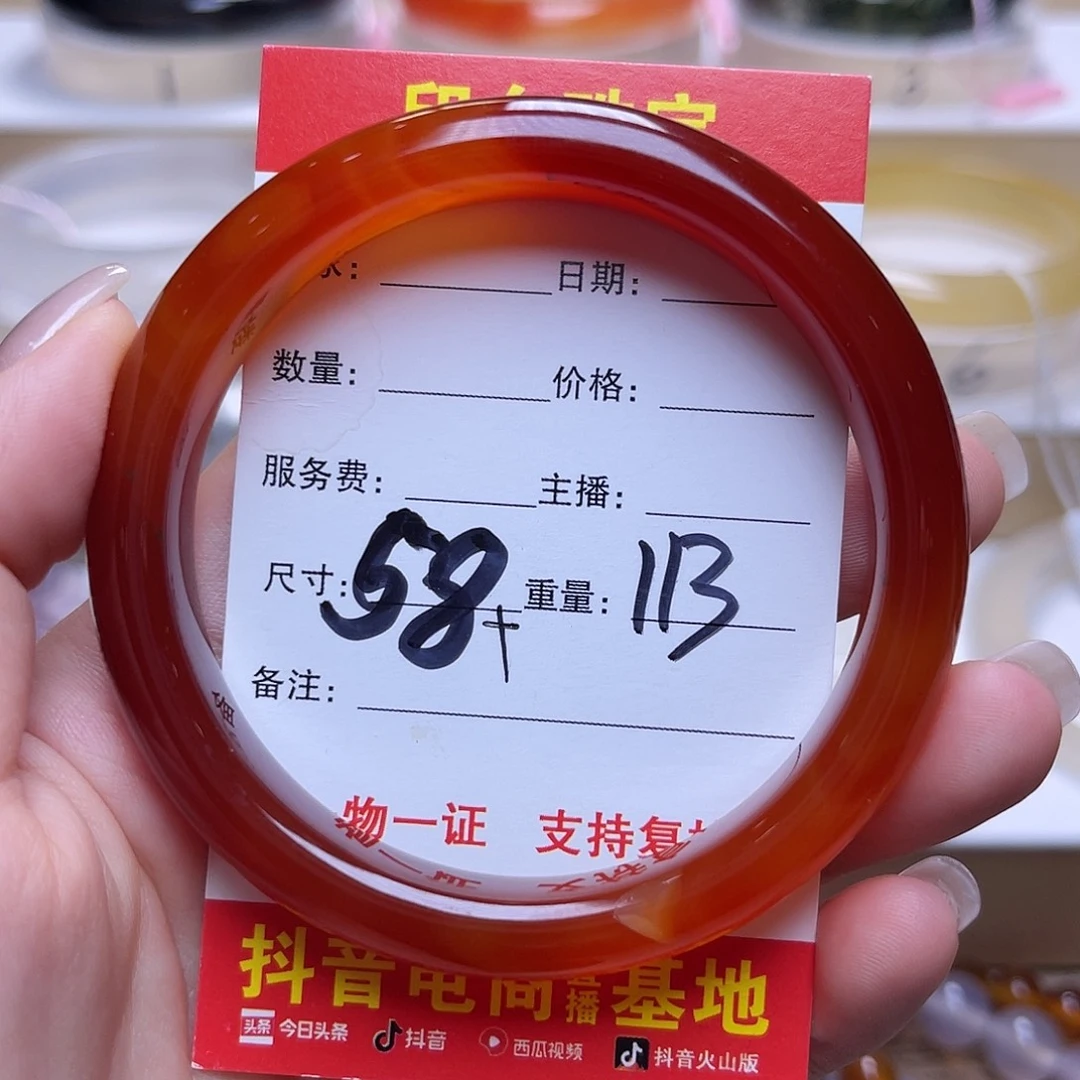 日期：
数量： 价格：
服务费： 主播：
尺寸：58+ 重量：113
备注：
物一证 支持复
抖音电商直播基地
头条 今日头条 抖音 西瓜视频 抖音火山版